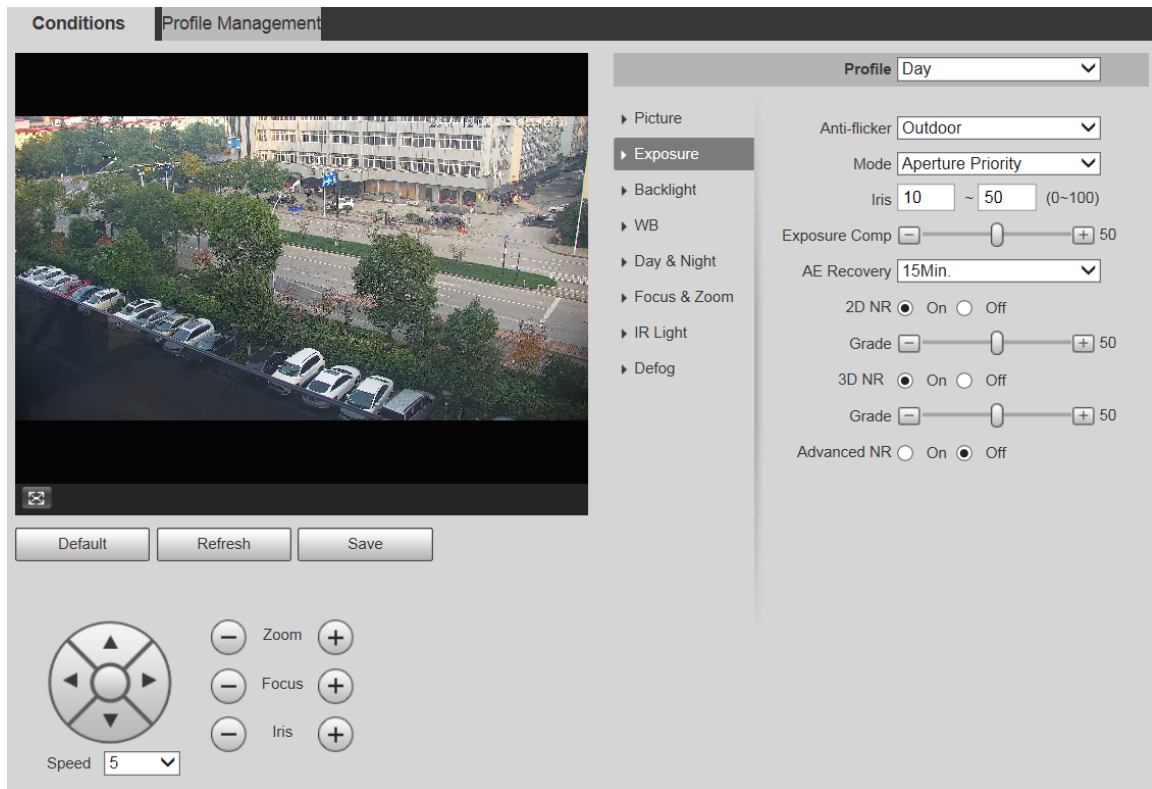 Conditions
Profile Management
Profile Day
Picture
Exposure
Backlight
WB
Day & Night
Focus & Zoom
IR Light
Defog
Anti-flicker Outdoor
Mode Aperture Priority
Iris 10 ~ 50 (0~100)
Exposure Comp 50
AE Recovery 15Min.
2D NR On Off
Grade 50
3D NR On Off
Grade 50
Advanced NR On Off
Default Refresh Save
Zoom
Focus
Iris
Speed 5